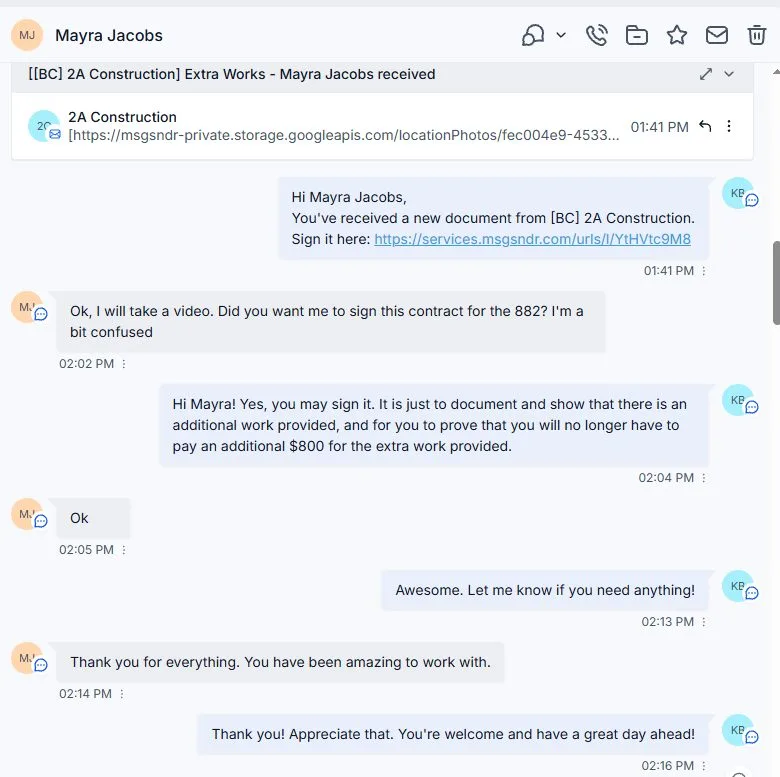 MJ
Mayra Jacobs
[[BC] 2A Construction] Extra Works - Mayra Jacobs received
2C
2A Construction
[https://msgsndr-private.storage.googleapis.com/locationPhotos/fec004e9-4533...
01:41 PM
Hi Mayra Jacobs,
You've received a new document from [BC] 2A Construction.
Sign it here: https://services.msgsndr.com/urls/l/YtHVtc9M8
KB
01:41 PM
MJ
Ok, I will take a video. Did you want me to sign this contract for the 882? I'm a
bit confused
02:02 PM
Hi Mayra! Yes, you may sign it. It is just to document and show that there is an
additional work provided, and for you to prove that you will no longer have to
pay an additional $800 for the extra work provided.
KB
02:04 PM
MJ
Ok
02:05 PM
Awesome. Let me know if you need anything!
KB
02:13 PM
MJ
Thank you for everything. You have been amazing to work with.
02:14 PM
Thank you! Appreciate that. You're welcome and have a great day ahead!
KB
02:16 PM